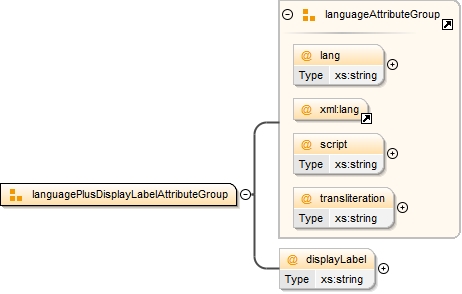 languageAttributeGroup
@ lang
Type xs:string
@ xml:lang
@ script
Type xs:string
@ transliteration
Type xs:string
languagePlusDisplayLabelAttributeGroup
@ displayLabel
Type xs:string